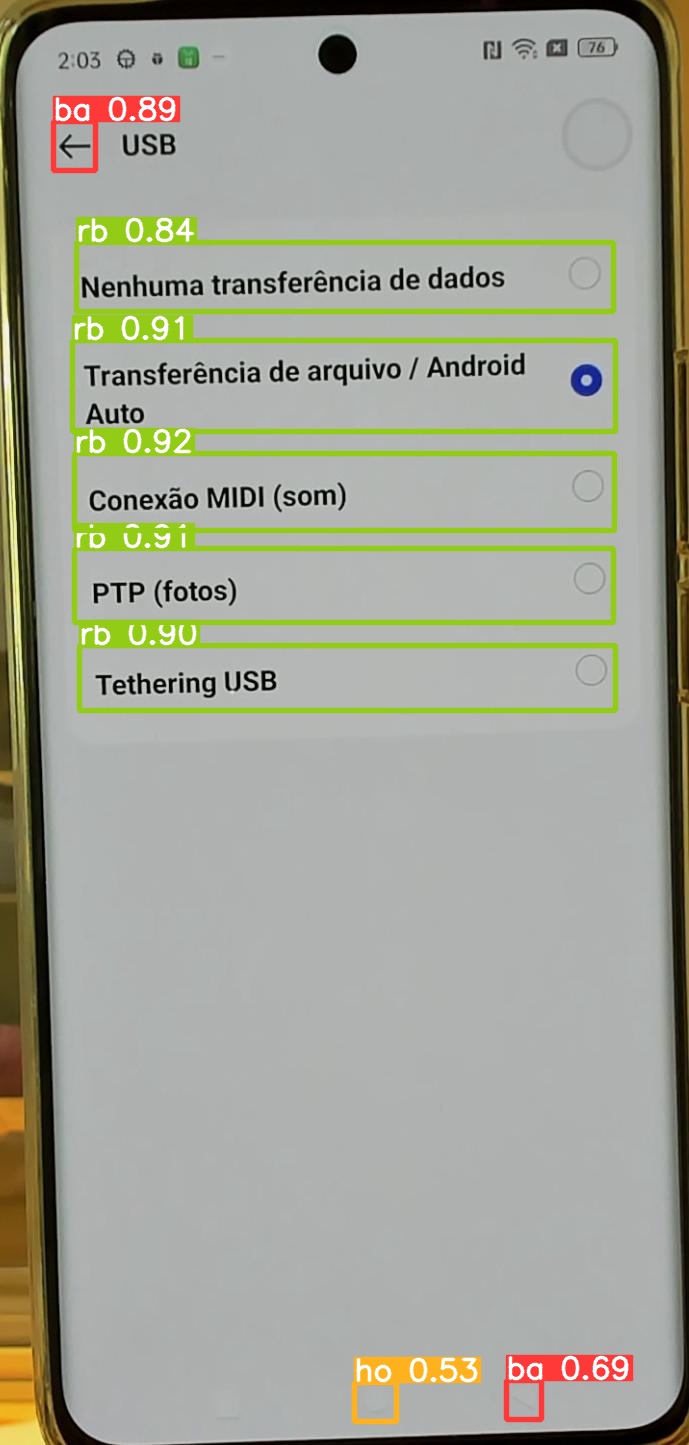 2:03
76
ba 0.89
USB
rb 0.84
Nenhuma transferência de dados
rb 0.91
Transferência de arquivo / Android
Auto
rb 0.92
Conexão MIDI (som)
rb 0.91
PTP (fotos)
rb 0.90
Tethering USB
ho 0.53
ba 0.69